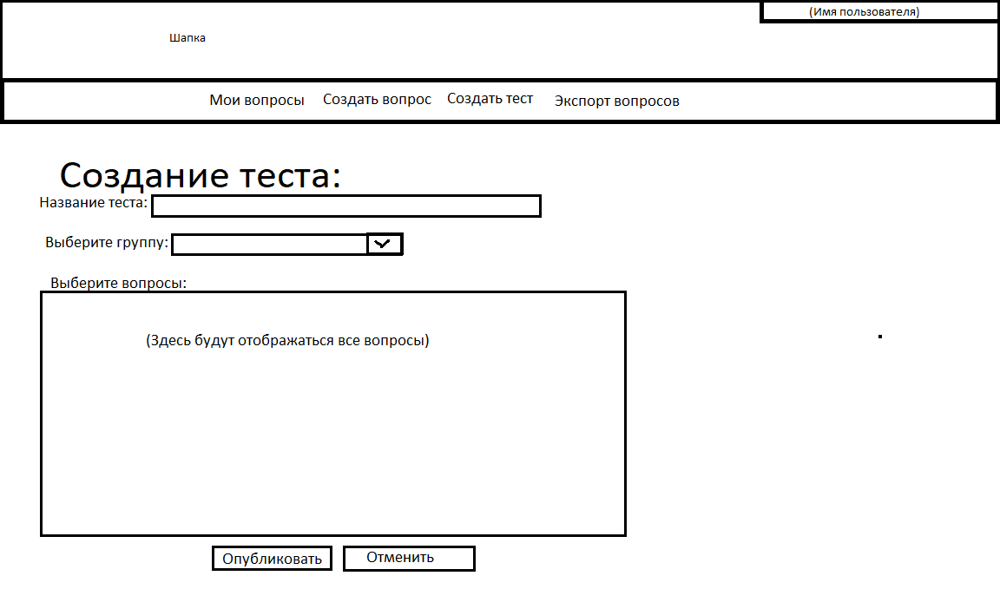 (Имя пользователя)
Шапка
Мои вопросы Создать вопрос Создать тест Экспорт вопросов
Создание теста:
Название теста:
Выберите группу:
Выберите вопросы:
(Здесь будут отображаться все вопросы)
Опубликовать Отменить